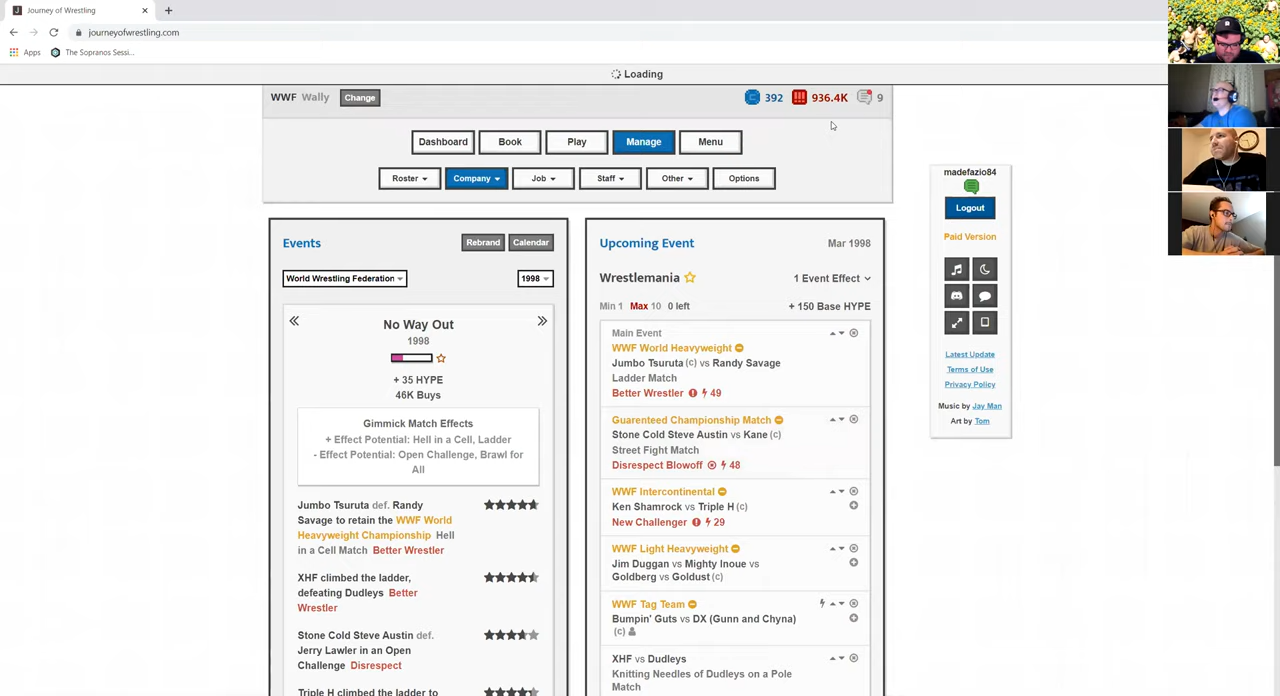 Journey of Wrestling
journeyofwrestling.com
Apps The Sopranos Sessi...
Loading
WWF Wally Change 392 936.4K 9
Dashboard Book Play Manage Menu
Roster Company Job Staff Other Options
madefazio84
Logout
Paid Version
Latest Update
Terms of Use
Privacy Policy
Music by Jay Man
Art by Tom
Events Rebrand Calendar
World Wrestling Federation 1998
No Way Out
1998
+ 35 HYPE
46K Buys
Gimmick Match Effects
+ Effect Potential: Hell in a Cell, Ladder
- Effect Potential: Open Challenge, Brawl for
All
Jumbo Tsuruta def. Randy
Savage to retain the WWF World
Heavyweight Championship Hell
in a Cell Match Better Wrestler
XHF climbed the ladder,
defeating Dudleys Better
Wrestler
Stone Cold Steve Austin def.
Jerry Lawler in an Open
Challenge Disrespect
Triple H climbed the ladder to
Upcoming Event Mar 1998
Wrestlemania 1 Event Effect
Min 1 Max 10 0 left + 150 Base HYPE
Main Event
WWF World Heavyweight
Jumbo Tsuruta (c) vs Randy Savage
Ladder Match
Better Wrestler 49
Guarenteed Championship Match
Stone Cold Steve Austin vs Kane (c)
Street Fight Match
Disrespect Blowoff 48
WWF Intercontinental
Ken Shamrock vs Triple H (c)
New Challenger 29
WWF Light Heavyweight
Jim Duggan vs Mighty Inoue vs
Goldberg vs Goldust (c)
WWF Tag Team
Bumpin' Guts vs DX (Gunn and Chyna)
(c)
XHF vs Dudleys
Knitting Needles of Dudleys on a Pole
Match